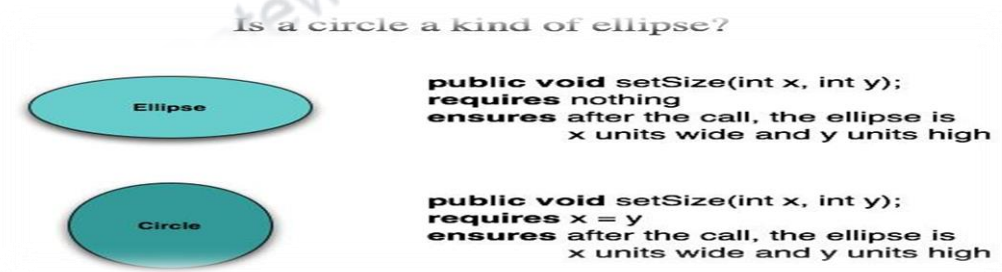 Is a circle a kind of ellipse?
Ellipse
public void setSize(int x, int y);
requires nothing
ensures after the call, the ellipse is
x units wide and y units high
Circle
public void setSize(int x, int y);
requires x = y
ensures after the call, the ellipse is
x units wide and y units high